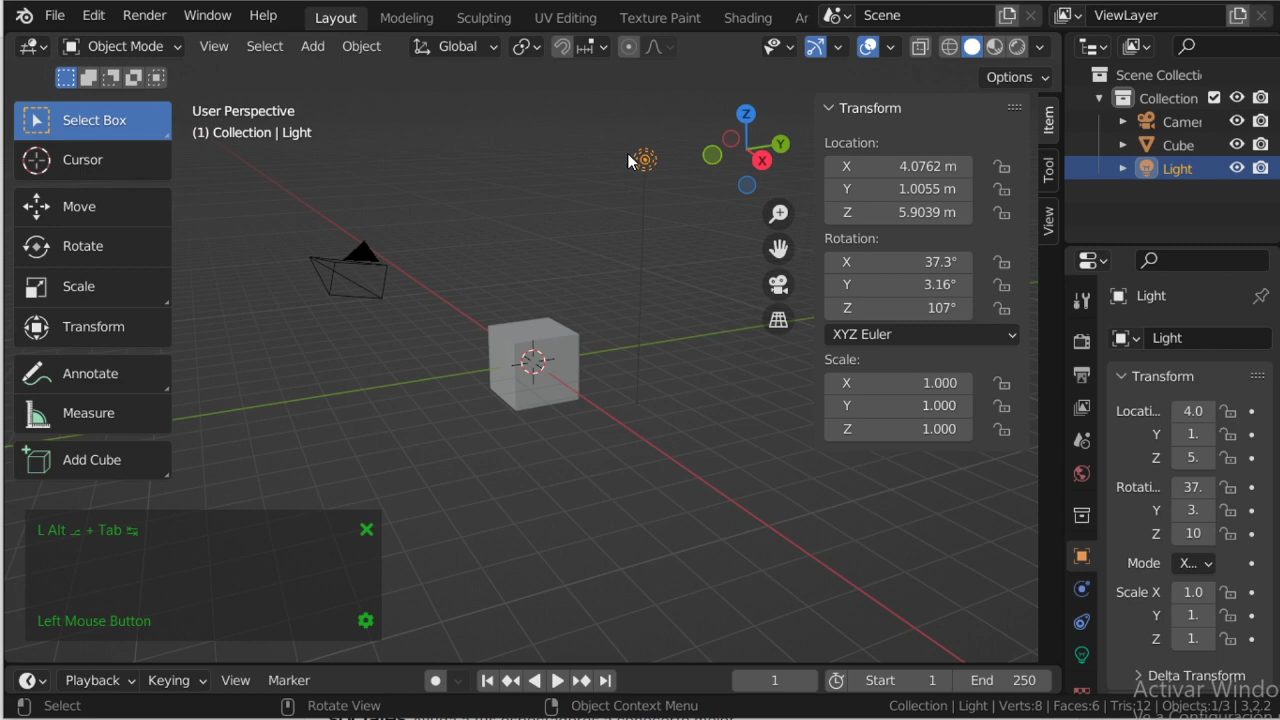 File Edit Render Window Help Layout Modeling Sculpting UV Editing Texture Paint Shading Scene ViewLayer
Object Mode View Select Add Object Global
Options
Select Box
Cursor
Move
Rotate
Scale
Transform
Annotate
Measure
Add Cube
User Perspective
(1) Collection | Light
Z
Y
X
Transform
Location:
X 4.0762 m
Y 1.0055 m
Z 5.9039 m
Rotation:
X 37.3°
Y 3.16°
Z 107°
XYZ Euler
Scale:
X 1.000
Y 1.000
Z 1.000
Item
Tool
View
Scene Collecti
Collection
Camer
Cube
Light
Light
Light
Transform
Locati... 4.0
Y 1.
Z 5.
Rotati... 37.
Y 3.
Z 10
Mode X...
Scale X 1.0
Y 1.
Z 1.
Delta Transform
L Alt + Tab
Left Mouse Button
Playback Keying View Marker 1 Start 1 End 250
Select Rotate View Object Context Menu Collection | Light | Verts:8 | Faces:6 | Tris:12 | Objects:1/3 | 3.2.2
Activar Windo